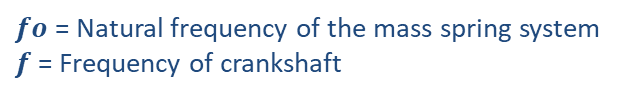 fo = Natural frequency of the mass spring system
f = Frequency of crankshaft